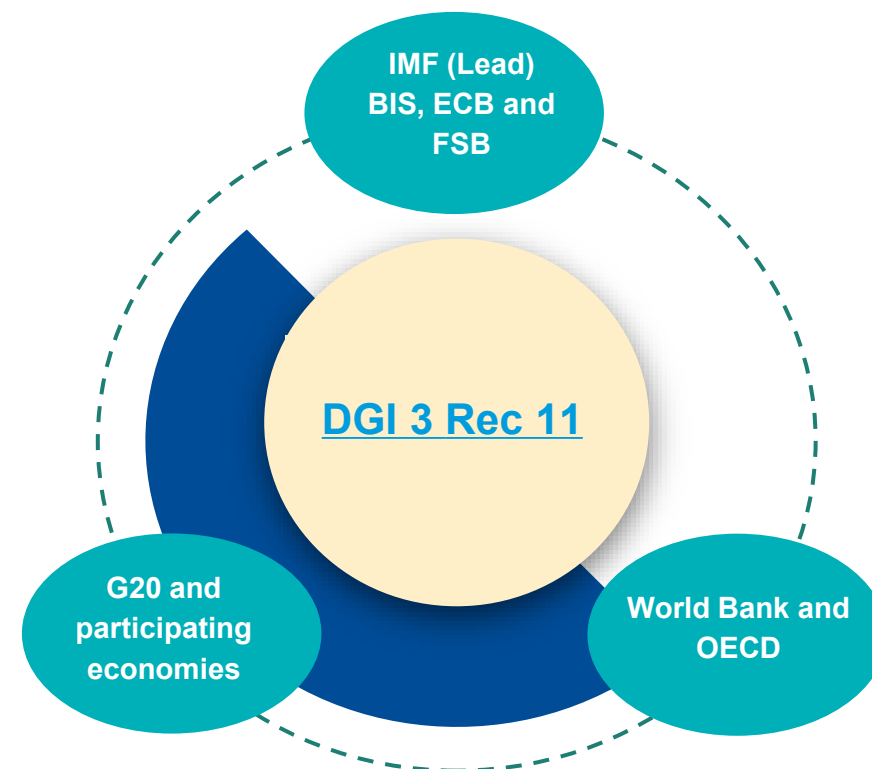 IMF (Lead)
BIS, ECB and
FSB
DGI 3 Rec 11
G20 and
participating
economies
World Bank and
OECD